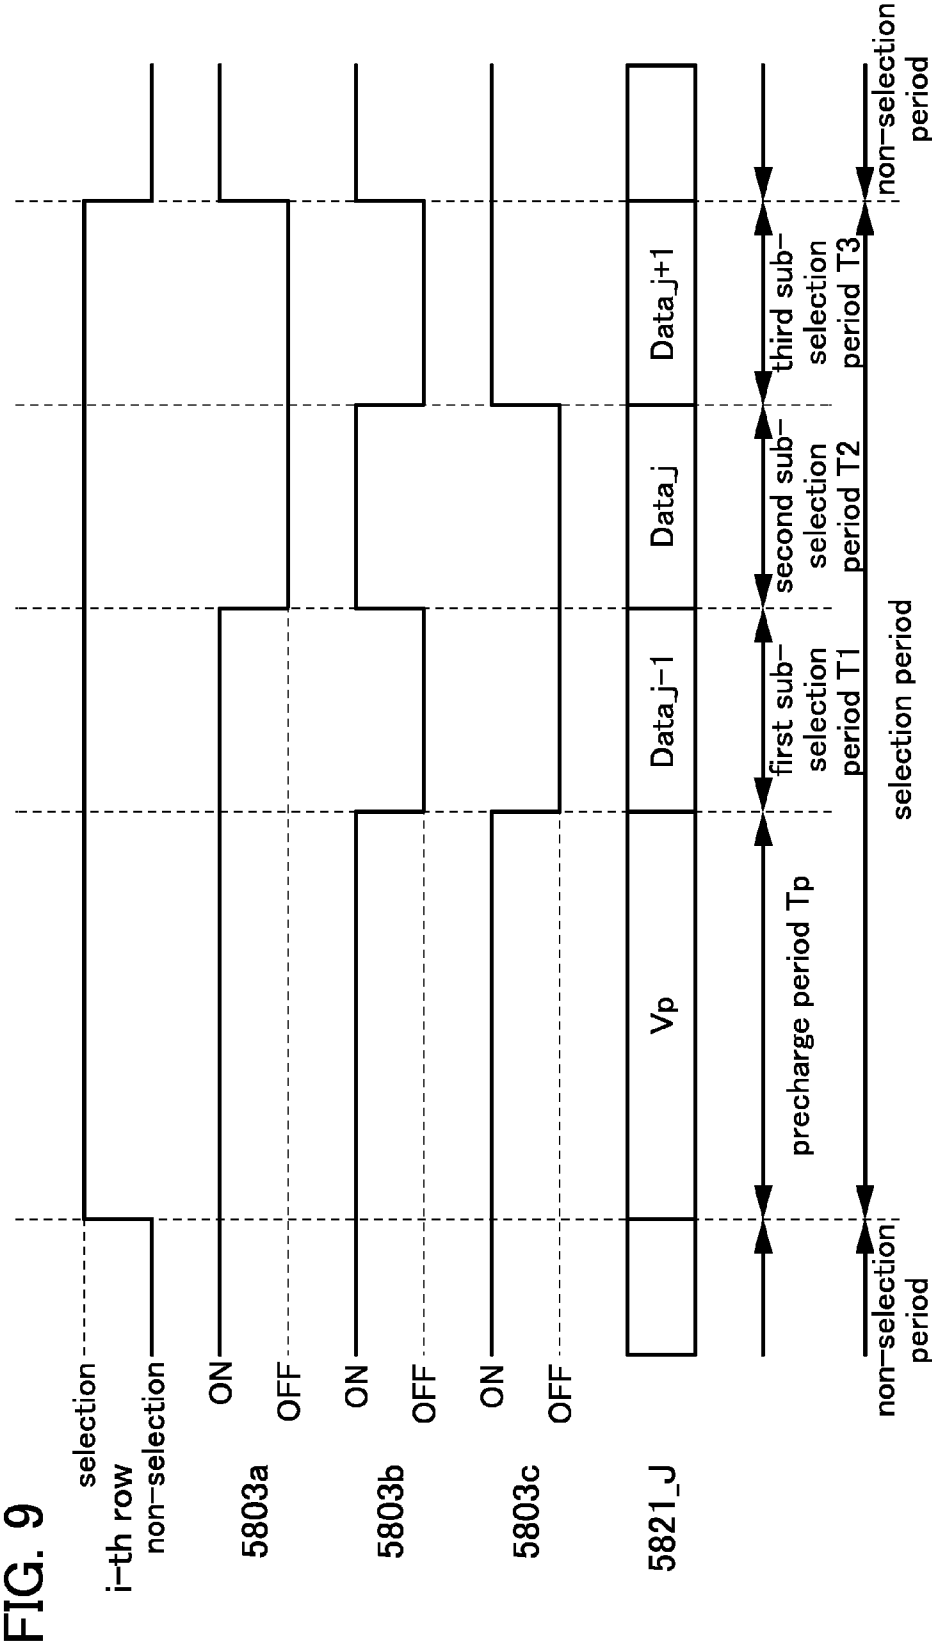 FIG. 9
selection
i-th row
non-selection
ON
5803a
OFF
ON
5803b
OFF
ON
5803c
OFF
5821_J
Vp
Data_j-1
Data_j
Data_j+1
precharge period Tp
first sub-
selection
period T1
second sub-
selection
period T2
third sub-
selection
period T3
non-selection
period
selection period
non-selection
period